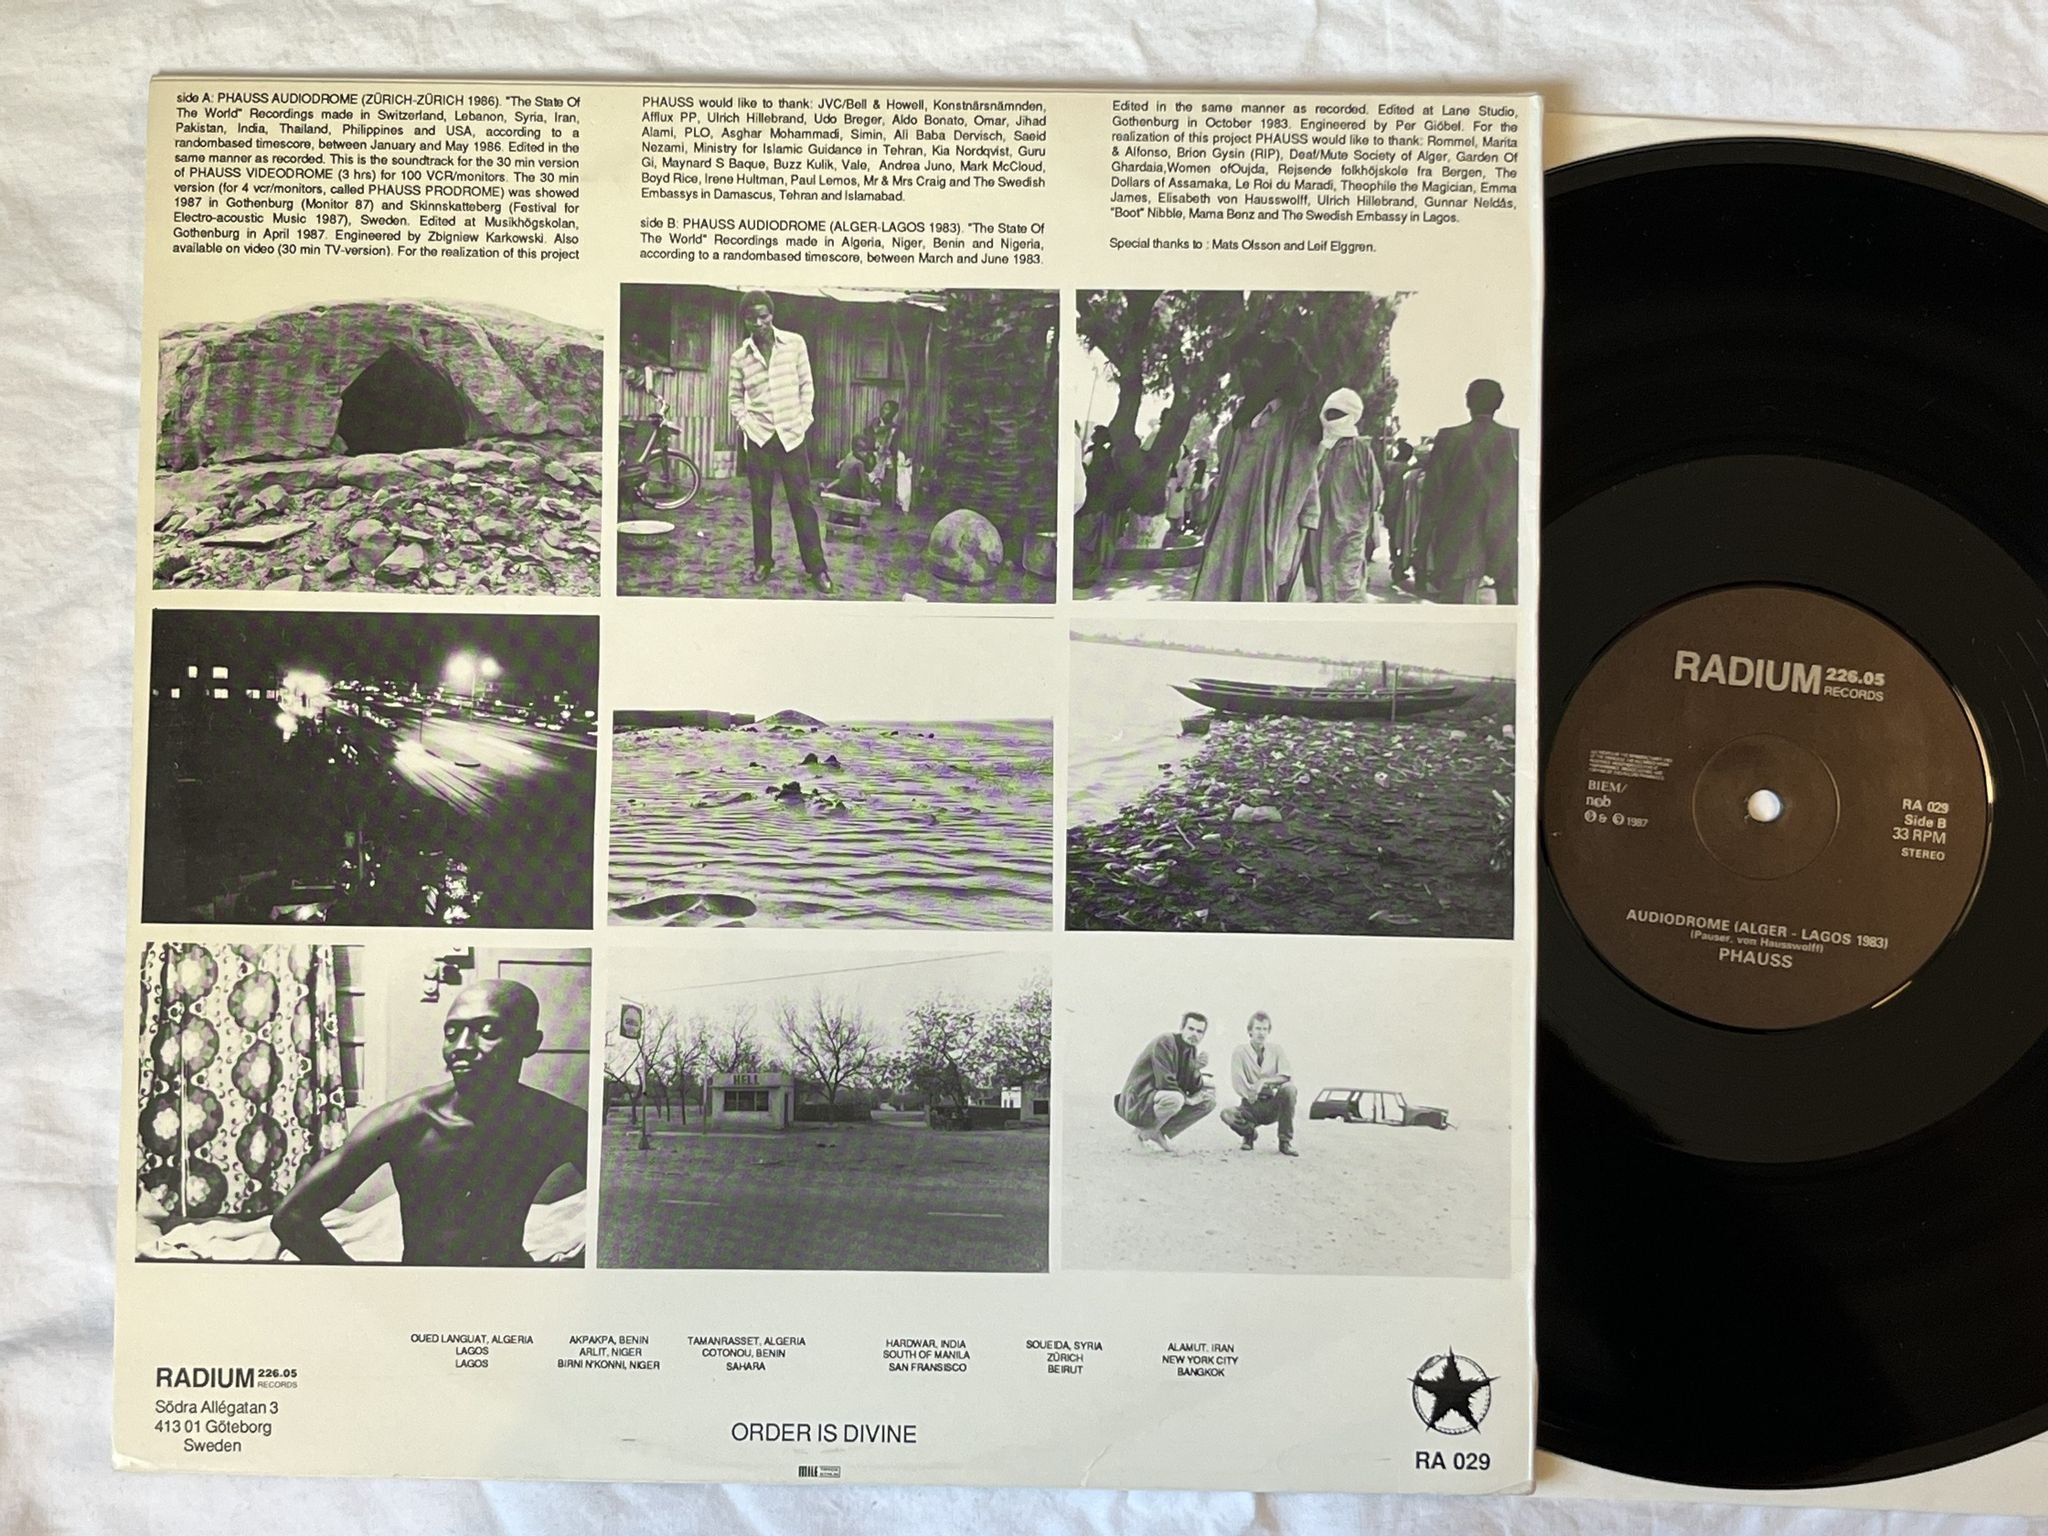 side A: PHAUSS AUDIODROME (ZÜRICH-ZÜRICH 1986). "The State Of
The World" Recordings made in Switzerland, Lebanon, Syria, Iran,
Pakistan, India, Thailand, Philippines and USA, according to a
randombased timescore, between January and May 1986. Edited in the
same manner as recorded. This is the soundtrack for the 30 min version
of PHAUSS VIDEODROME (3 hrs) for 100 VCR/monitors. The 30 min
version (for 4 vcr/monitors, called PHAUSS PRODROME) was showed
1987 in Gothenburg (Monitor 87) and Skinnskatteberg (Festival for
Electro-acoustic Music 1987), Sweden. Edited at Musikhögskolan,
Gothenburg in April 1987. Engineered by Zbigniew Karkowski. Also
available on video (30 min TV-version). For the realization of this project
PHAUSS would like to thank: JVC/Bell & Howell, Konstnärsnämnden,
Afflux PP, Ulrich Hillebrand, Udo Breger, Aldo Bonato, Omar, Jihad
Alami, PLO, Asghar Mohammadi, Simin, Ali Baba Dervisch, Saeid
Nezami, Ministry for Islamic Guidance in Tehran, Kia Nordqvist, Guru
Gi, Maynard S Baque, Buzz Kulik, Vale, Andrea Juno, Mark McCloud,
Boyd Rice, Irene Hultman, Paul Lemos, Mr & Mrs Craig and The Swedish
Embassys in Damascus, Tehran and Islamabad.
side B: PHAUSS AUDIODROME (ALGER-LAGOS 1983). "The State Of
The World" Recordings made in Algeria, Niger, Benin and Nigeria,
according to a randombased timescore, between March and June 1983.
Edited in the same manner as recorded. Edited at Lane Studio,
Gothenburg in October 1983. Engineered by Per Giöbel. For the
realization of this project PHAUSS would like to thank: Rommel, Marita
& Alfonso, Brion Gysin (RIP), Deaf/Mute Society of Alger, Garden Of
Ghardaia,Women ofOujda, Rejsende folkhöjskole fra Bergen, The
Dollars of Assamaka, Le Roi du Maradi, Theophile the Magician, Emma
James, Elisabeth von Hausswolff, Ulrich Hillebrand, Gunnar Neldås,
"Boot" Nibble, Mama Benz and The Swedish Embassy in Lagos.
Special thanks to : Mats Olsson and Leif Elggren.
HELL
OUED LANGUAT, ALGERIA
LAGOS
LAGOS
AKPAKPA, BENIN
ARLIT, NIGER
BIRNI N'KONNI, NIGER
TAMANRASSET, ALGERIA
COTONOU, BENIN
SAHARA
HARDWAR, INDIA
SOUTH OF MANILA
SAN FRANSISCO
SOUEIDA, SYRIA
ZÜRICH
BEIRUT
ALAMUT, IRAN
NEW YORK CITY
BANGKOK
RADIUM 226.05
RECORDS
Södra Allégatan 3
413 01 Göteborg
Sweden
ORDER IS DIVINE
RA 029
RADIUM 226.05
RECORDS
BIEM/
ncb
Ⓟ & © 1987
RA 029
Side B
33 RPM
STEREO
AUDIODROME (ALGER - LAGOS 1983)
(Pauser, von Hausswolff)
PHAUSS